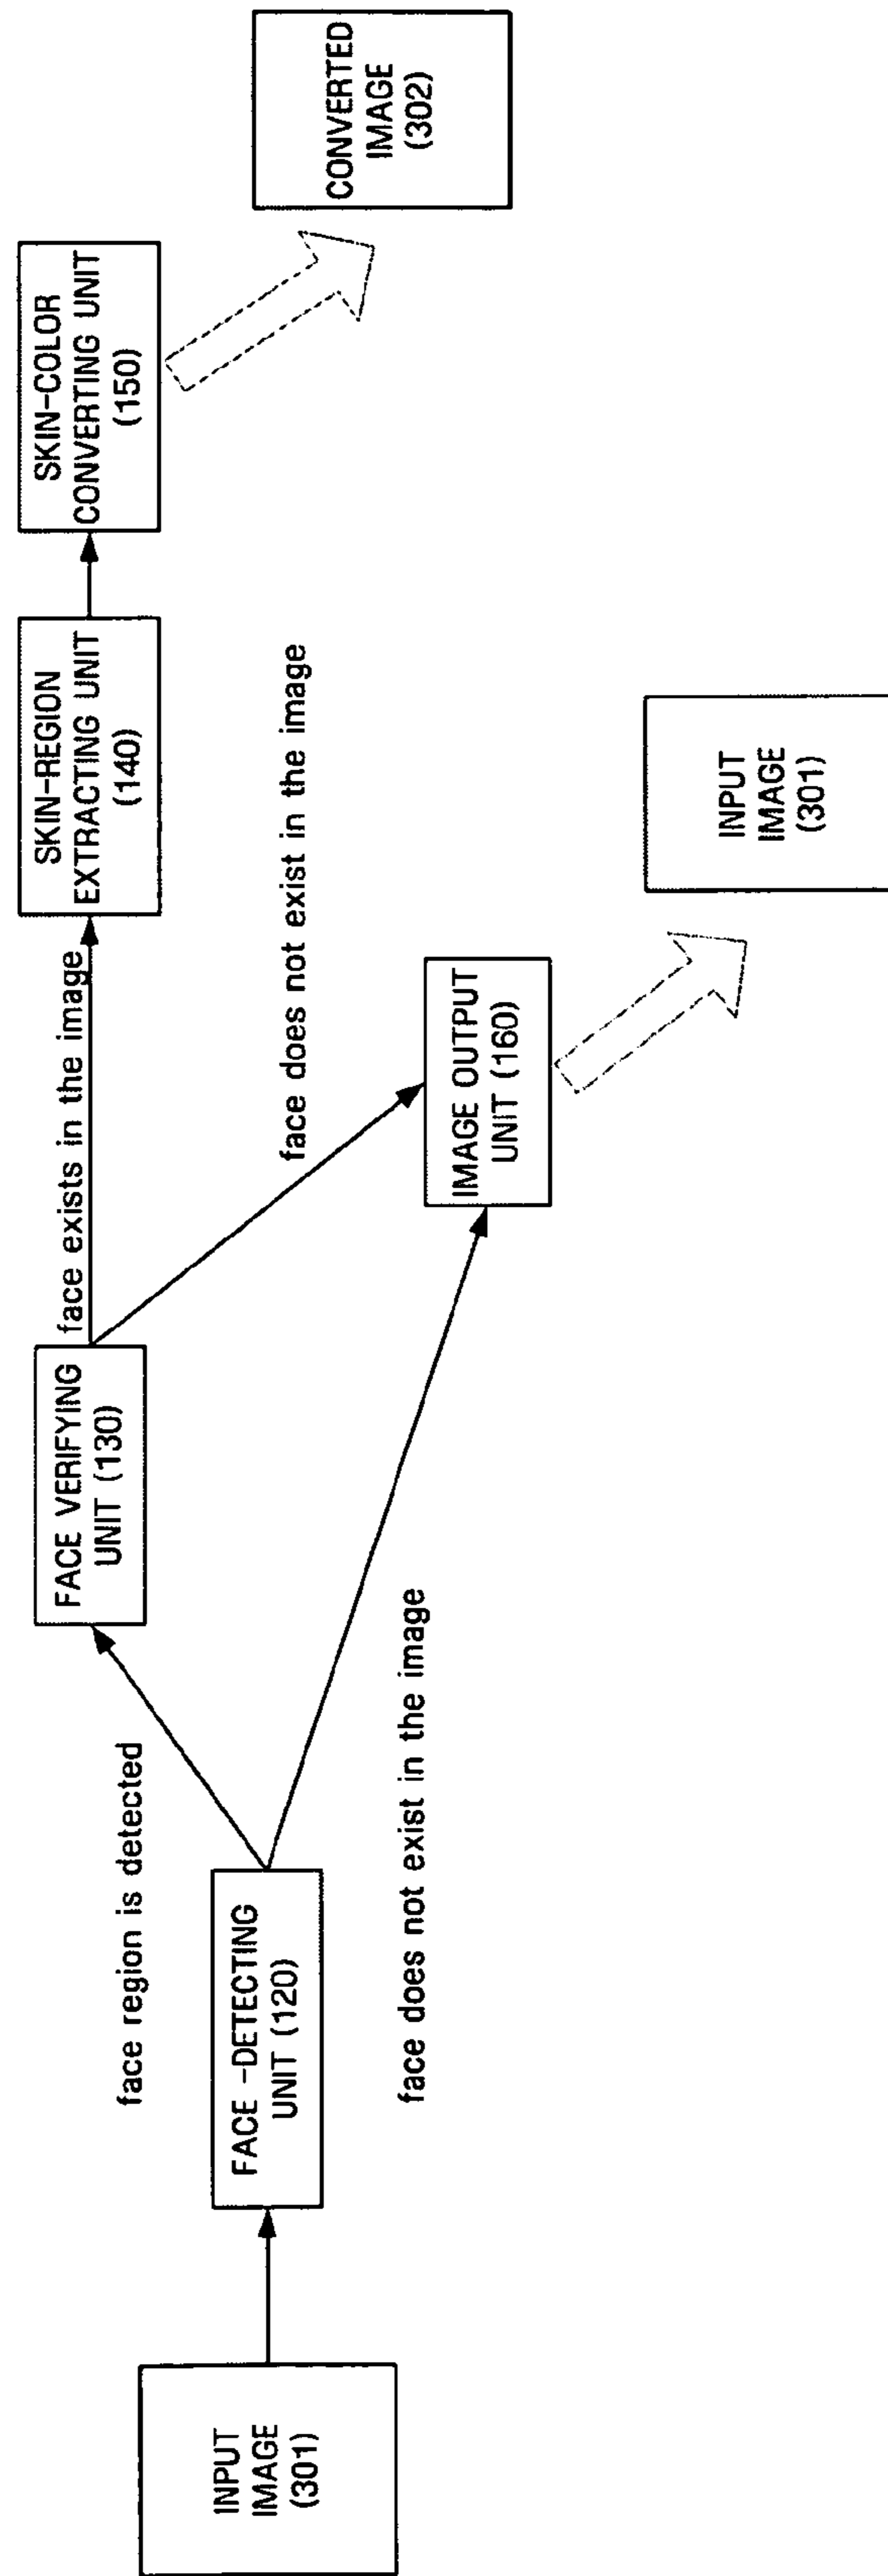 INPUT
IMAGE
(301)
FACE -DETECTING
UNIT (120)
face region is detected
face does not exist in the image
FACE VERIFYING
UNIT (130)
face exists in the image
face does not exist in the image
SKIN-REGION
EXTRACTING UNIT
(140)
SKIN-COLOR
CONVERTING UNIT
(150)
CONVERTED
IMAGE
(302)
IMAGE OUTPUT
UNIT (160)
INPUT
IMAGE
(301)